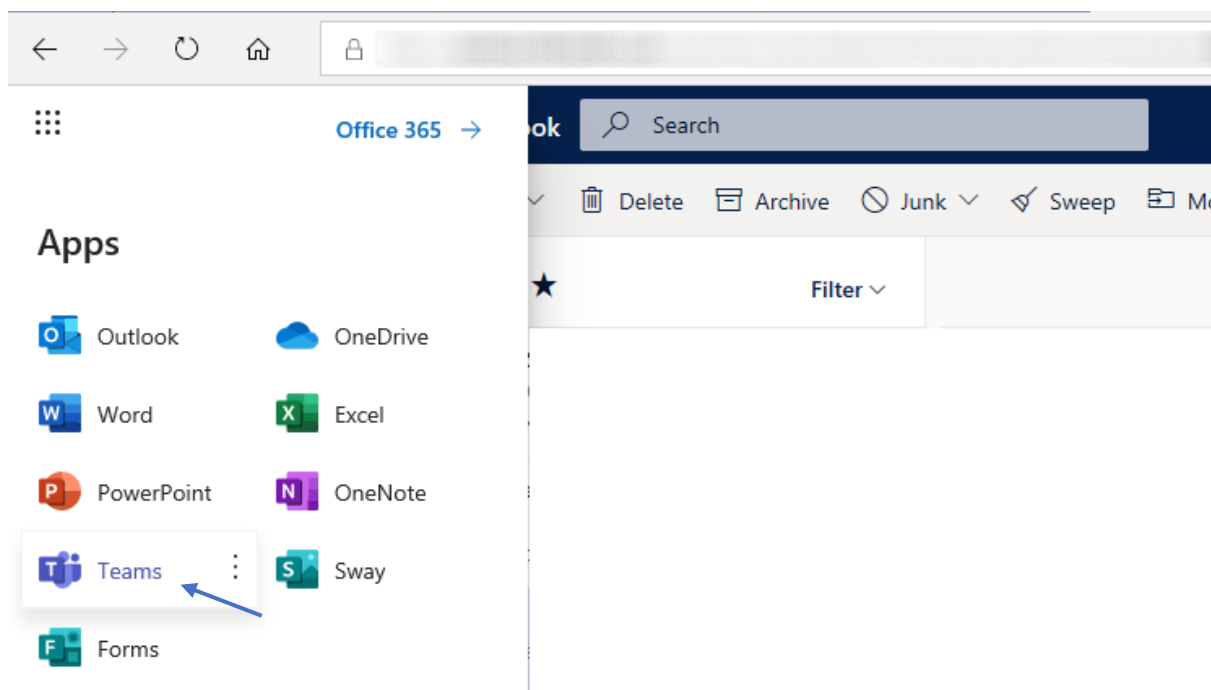 Office 365
ook
Search
Delete Archive Junk Sweep Mo
Apps
Filter
Outlook OneDrive
Word Excel
PowerPoint OneNote
Teams Sway
Forms